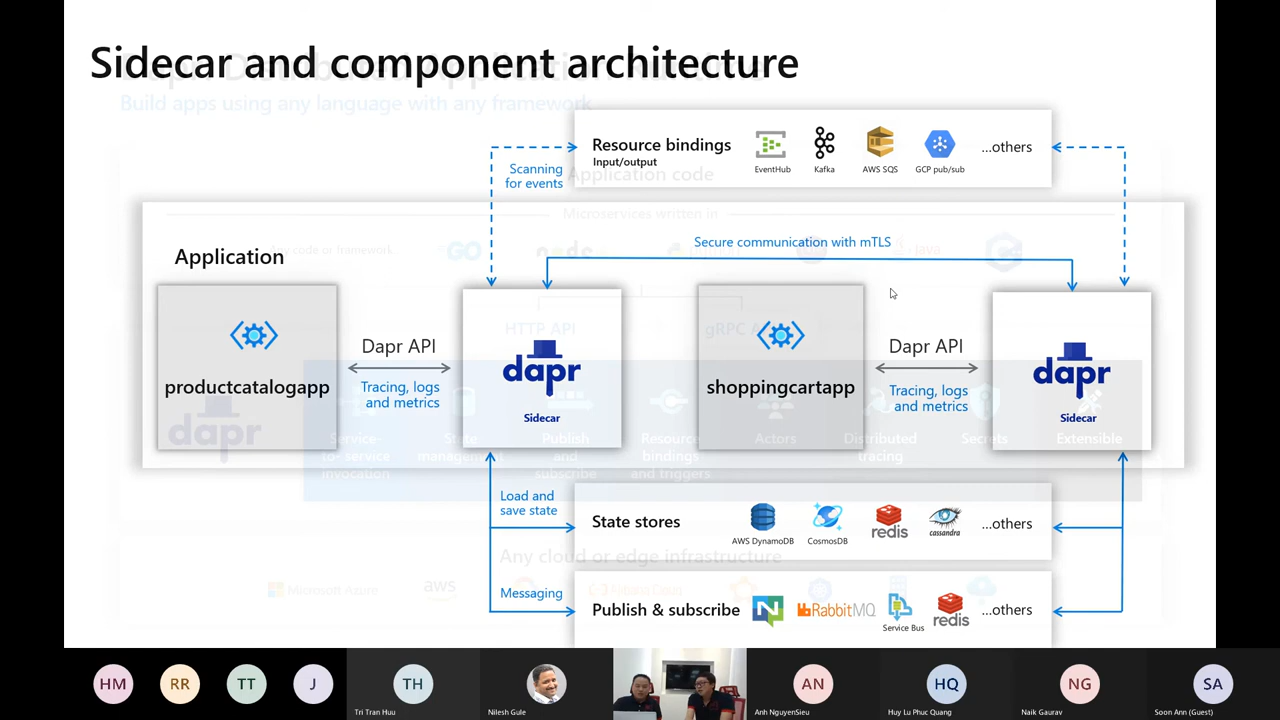 Sidecar and component architecture
Build apps using any language with any framework
Resource bindings
Input/output
EventHub
Kafka
AWS SQS
GCP pub/sub
...others
Scanning
for events
Application code
Microservices written in
Any code or framework...
GO
node
Java
Secure communication with mTLS
Application
HTTP API
productcatalogapp
Dapr API
Tracing, logs
and metrics
dapr
Sidecar
shoppingcartapp
Dapr API
Tracing, logs
and metrics
dapr
Sidecar
dapr
Service-
to- service
invocation
State
management
Publish
and
subscribe
Resource
bindings
and triggers
Actors
Distributed
tracing
Secrets
Extensible
Load and
save state
State stores
AWS DynamoDB
CosmosDB
redis
cassandra
...others
Any cloud or edge infrastructure
Microsoft Azure
aws
Messaging
Publish & subscribe
N
RabbitMQ
Service Bus
redis
...others
HM
RR
TT
J
TH
Tri Tran Huu
Nilesh Gule
AN
Anh NguyenSieu
HQ
Huy Lu Phuc Quang
NG
Naik Gaurav
SA
Soon Ann (Guest)